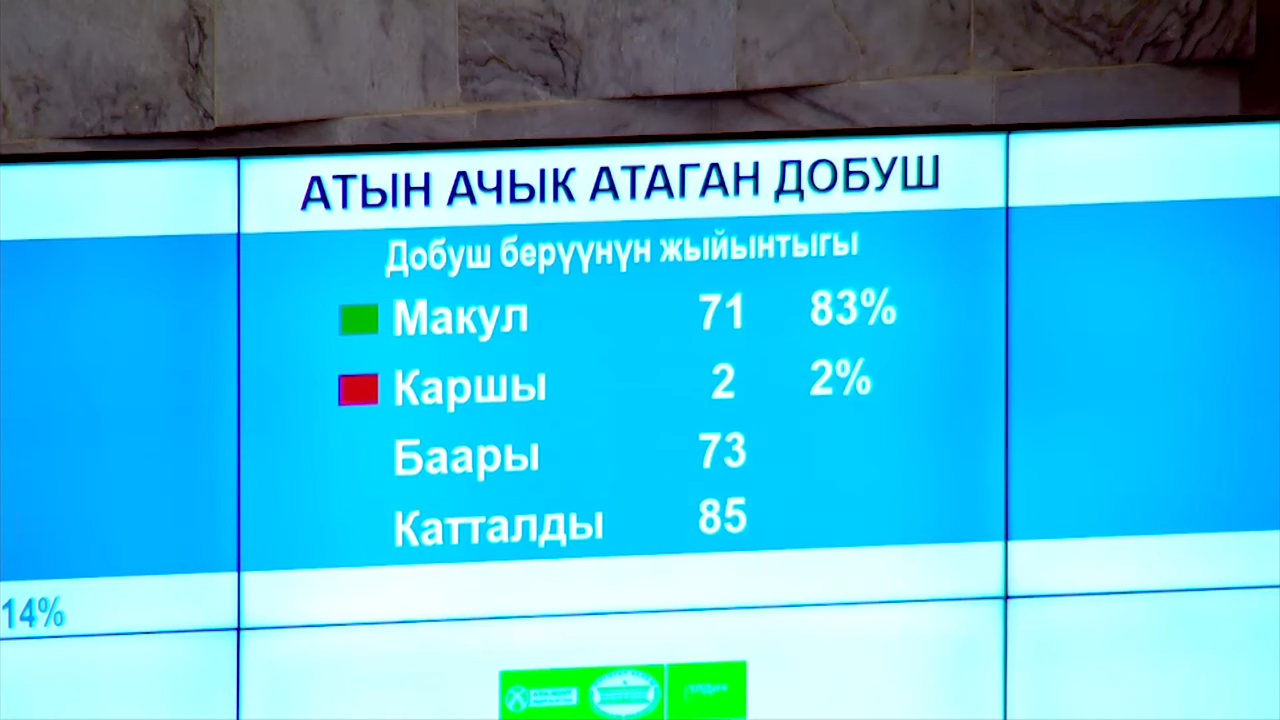 АТЫН АЧЫК АТАГАН ДОБУШ
Добуш берүүнүн жыйынтыгы
Макул 71 83%
Каршы 2 2%
Баары 73
Катталды 85
14%